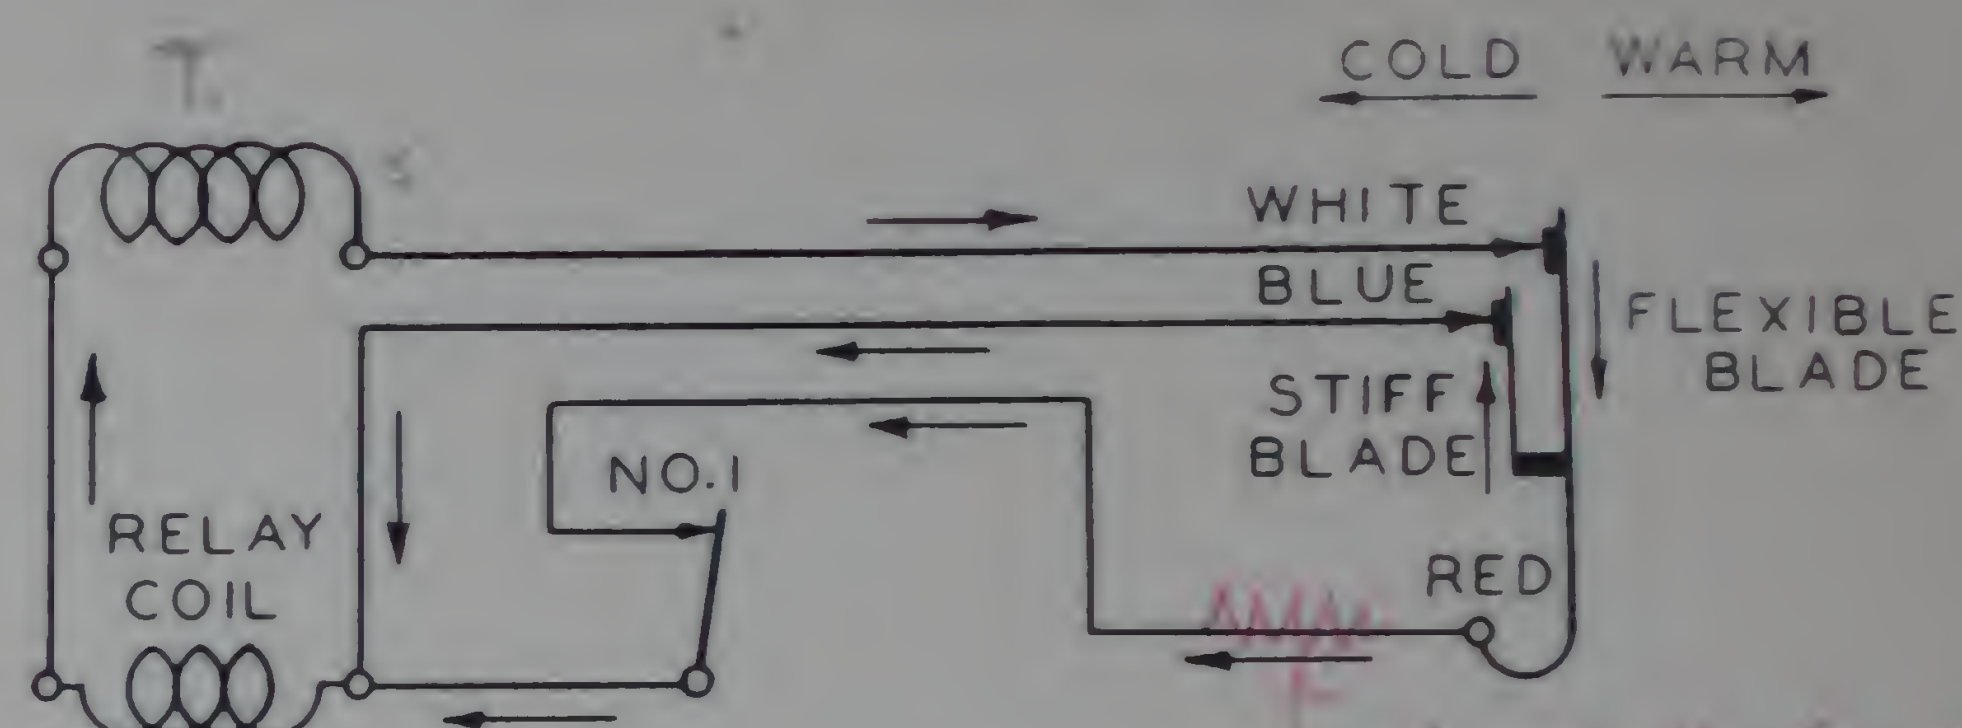 COLD WARM
T.
WHITE
BLUE
FLEXIBLE
BLADE
STIFF
BLADE
NO. 1
RELAY
COIL
RED